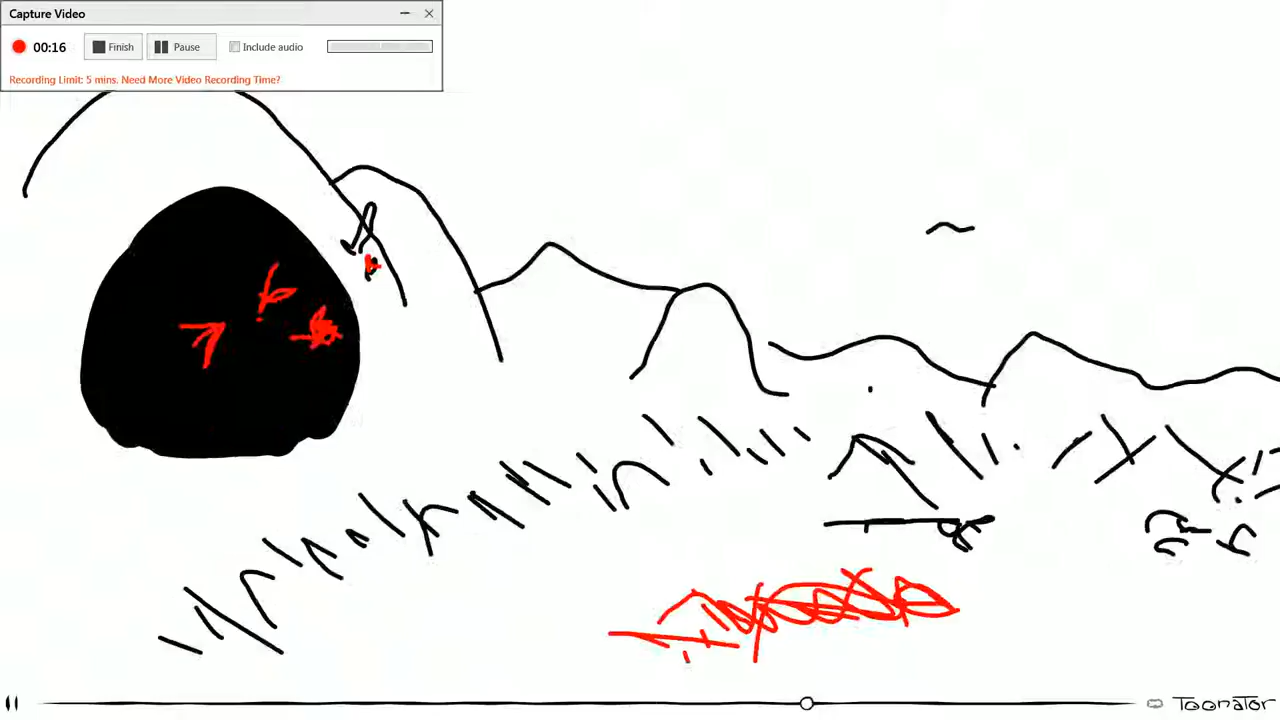 Capture Video
00:16
Finish
Pause
Include audio
Recording Limit: 5 mins. Need More Video Recording Time?
ToonaTor